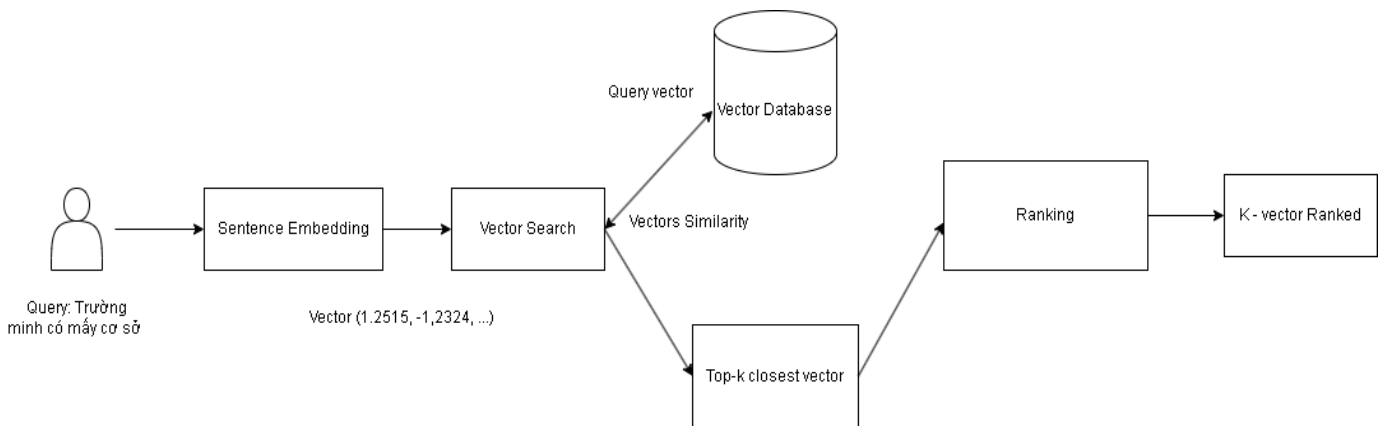 Query vector
Vector Database
Sentence Embedding
Vector Search
Vectors Similarity
Ranking
K - vector Ranked
Query: Trường
minh có mấy cơ sở
Vector (1.2515, -1,2324, ...)
Top-k closest vector